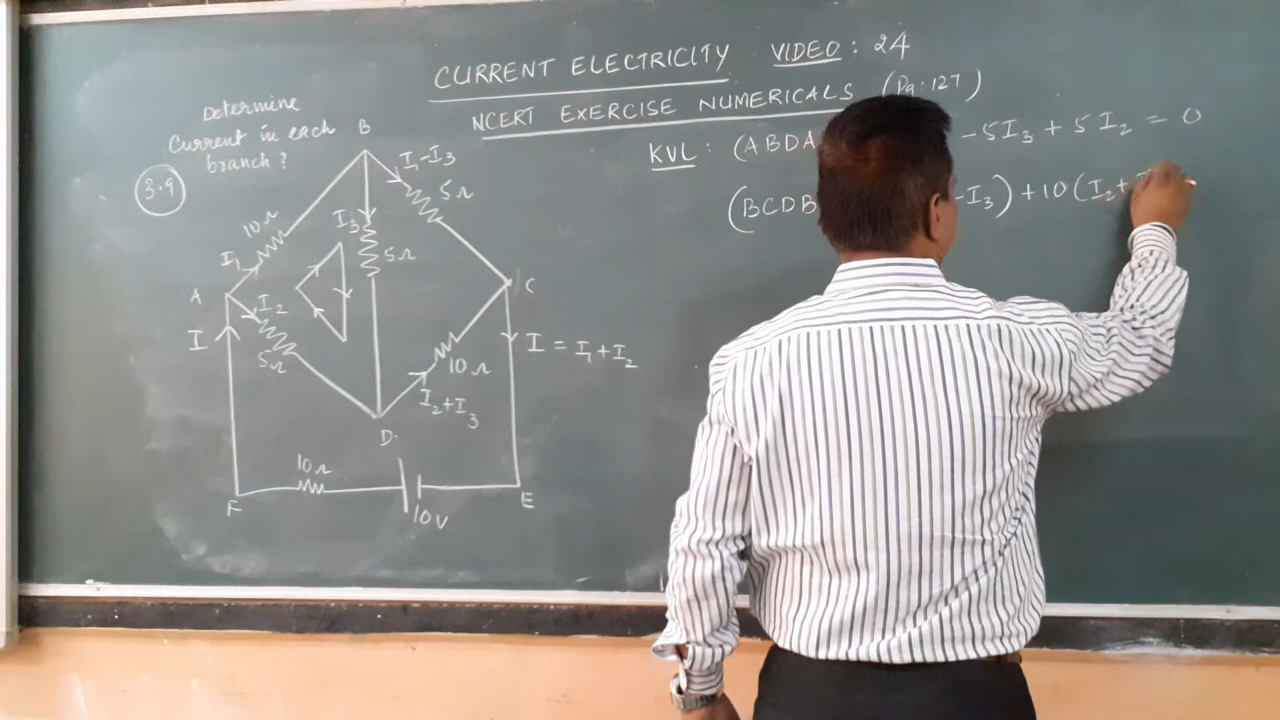 CURRENT ELECTRICITY VIDEO: 24
NCERT EXERCISE NUMERICALS (Pg. 127)
Determine
Current in each
branch?
3.9
KVL: (ABDA -5I₃ + 5I₂ = 0
(BCDB -I₃) + 10(I₂+
B
I₁-I₃
5Ω
10Ω
I₃
5Ω
I₁
A
I₂
C
I
5Ω
10Ω
I = I₁+I₂
I₂+I₃
D
10Ω
F
10V
E